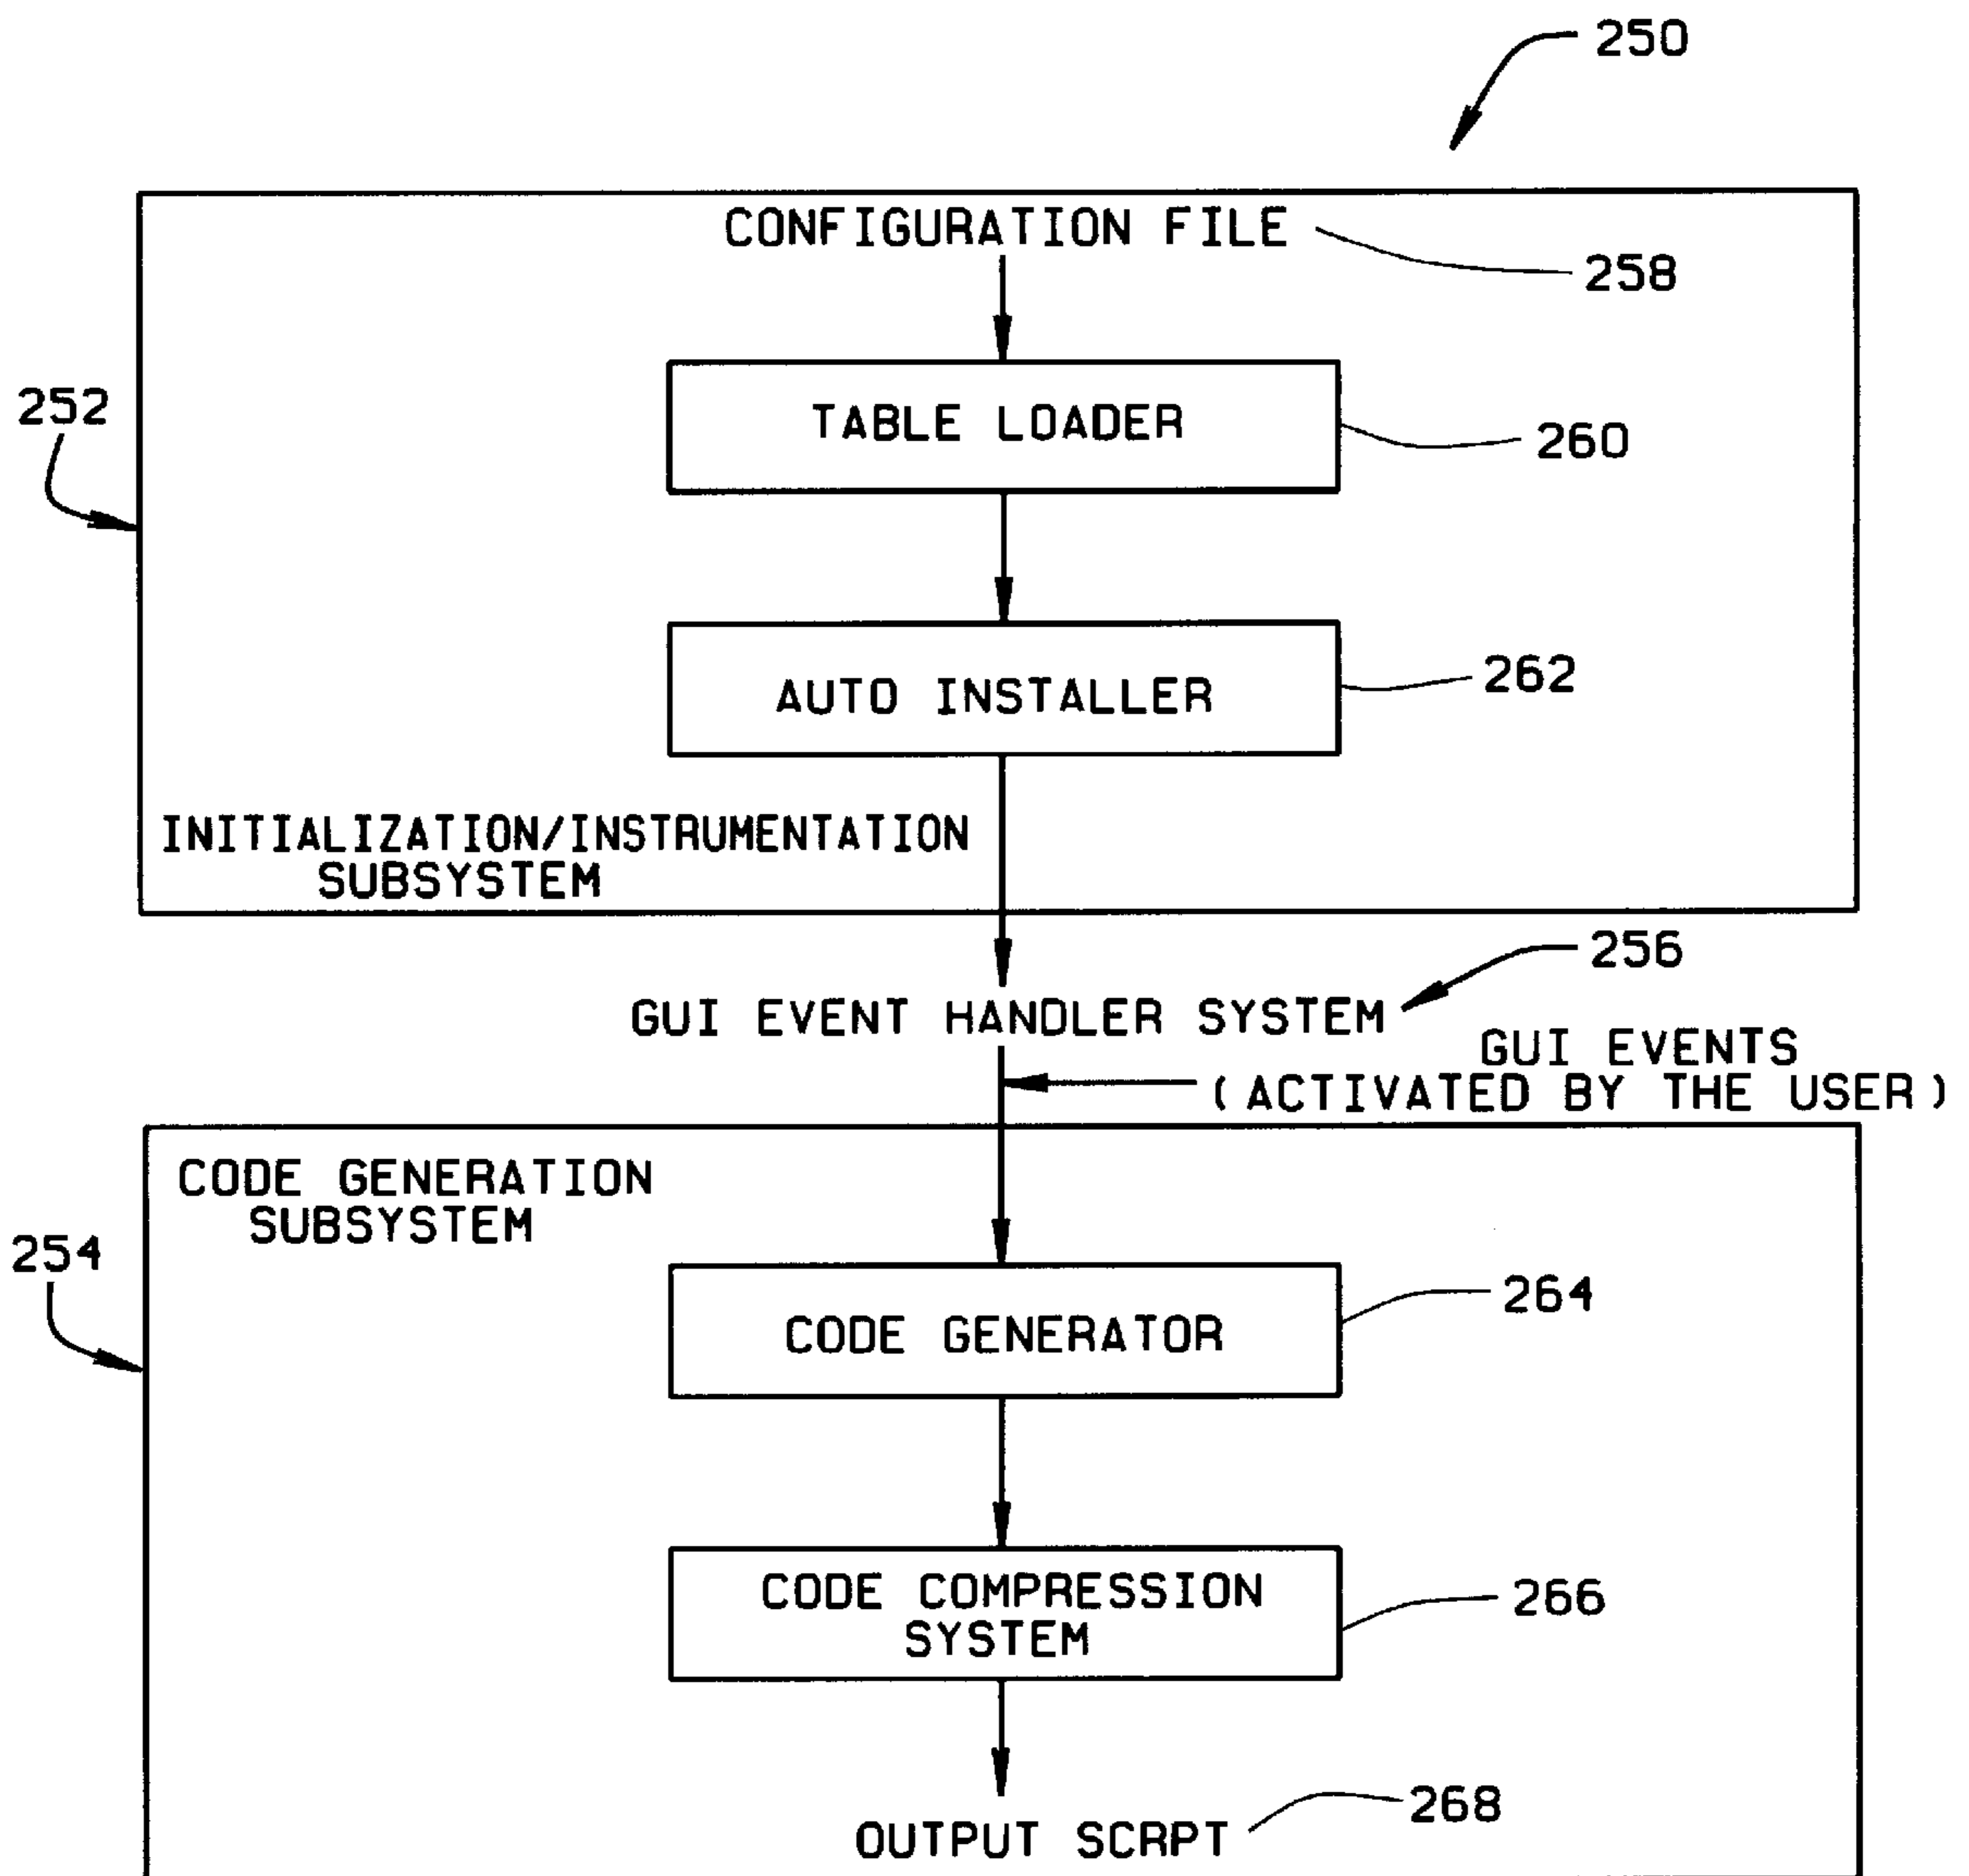 250
CONFIGURATION FILE
258
252
TABLE LOADER
260
AUTO INSTALLER
262
INITIALIZATION/INSTRUMENTATION
SUBSYSTEM
256
GUI EVENT HANDLER SYSTEM
GUI EVENTS
(ACTIVATED BY THE USER)
CODE GENERATION
SUBSYSTEM
254
264
CODE GENERATOR
CODE COMPRESSION
SYSTEM
266
268
OUTPUT SCRPT